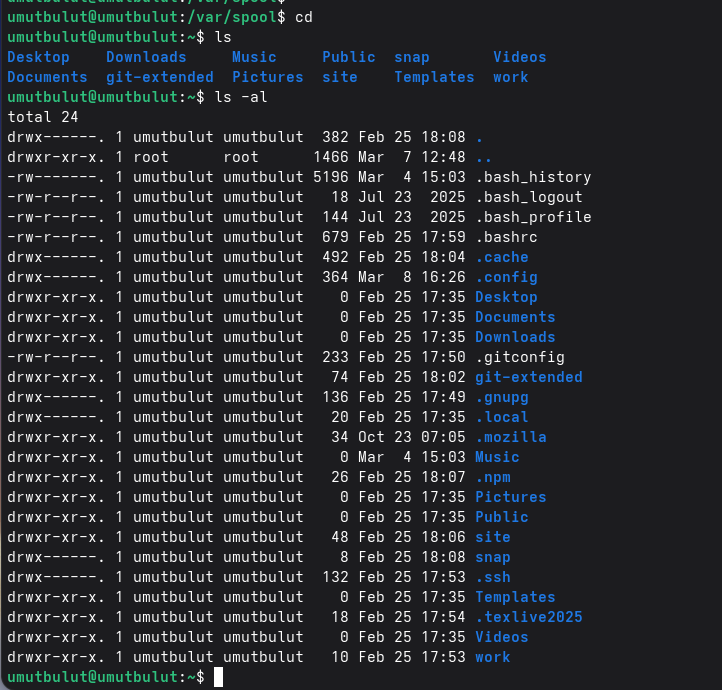 umutbulut@umutbulut:/var/spool$
umutbulut@umutbulut:/var/spool$ cd
umutbulut@umutbulut:~$ ls
Desktop    Downloads     Music     Public  snap       Videos
Documents  git-extended  Pictures  site    Templates  work
umutbulut@umutbulut:~$ ls -al
total 24
drwx------. 1 umutbulut umutbulut  382 Feb 25 18:08 .
drwxr-xr-x. 1 root      root      1466 Mar  7 12:48 ..
-rw-------. 1 umutbulut umutbulut 5196 Mar  4 15:03 .bash_history
-rw-r--r--. 1 umutbulut umutbulut   18 Jul 23  2025 .bash_logout
-rw-r--r--. 1 umutbulut umutbulut  144 Jul 23  2025 .bash_profile
-rw-r--r--. 1 umutbulut umutbulut  679 Feb 25 17:59 .bashrc
drwx------. 1 umutbulut umutbulut  492 Feb 25 18:04 .cache
drwx------. 1 umutbulut umutbulut  364 Mar  8 16:26 .config
drwxr-xr-x. 1 umutbulut umutbulut    0 Feb 25 17:35 Desktop
drwxr-xr-x. 1 umutbulut umutbulut    0 Feb 25 17:35 Documents
drwxr-xr-x. 1 umutbulut umutbulut    0 Feb 25 17:35 Downloads
-rw-r--r--. 1 umutbulut umutbulut  233 Feb 25 17:50 .gitconfig
drwxr-xr-x. 1 umutbulut umutbulut   74 Feb 25 18:02 git-extended
drwx------. 1 umutbulut umutbulut  136 Feb 25 17:49 .gnupg
drwx------. 1 umutbulut umutbulut   20 Feb 25 17:35 .local
drwxr-xr-x. 1 umutbulut umutbulut   34 Oct 23 07:05 .mozilla
drwxr-xr-x. 1 umutbulut umutbulut    0 Mar  4 15:03 Music
drwxr-xr-x. 1 umutbulut umutbulut   26 Feb 25 18:07 .npm
drwxr-xr-x. 1 umutbulut umutbulut    0 Feb 25 17:35 Pictures
drwxr-xr-x. 1 umutbulut umutbulut    0 Feb 25 17:35 Public
drwxr-xr-x. 1 umutbulut umutbulut   48 Feb 25 18:06 site
drwx------. 1 umutbulut umutbulut    8 Feb 25 18:08 snap
drwx------. 1 umutbulut umutbulut  132 Feb 25 17:53 .ssh
drwxr-xr-x. 1 umutbulut umutbulut    0 Feb 25 17:35 Templates
drwxr-xr-x. 1 umutbulut umutbulut   18 Feb 25 17:54 .texlive2025
drwxr-xr-x. 1 umutbulut umutbulut    0 Feb 25 17:35 Videos
drwxr-xr-x. 1 umutbulut umutbulut   10 Feb 25 17:53 work
umutbulut@umutbulut:~$